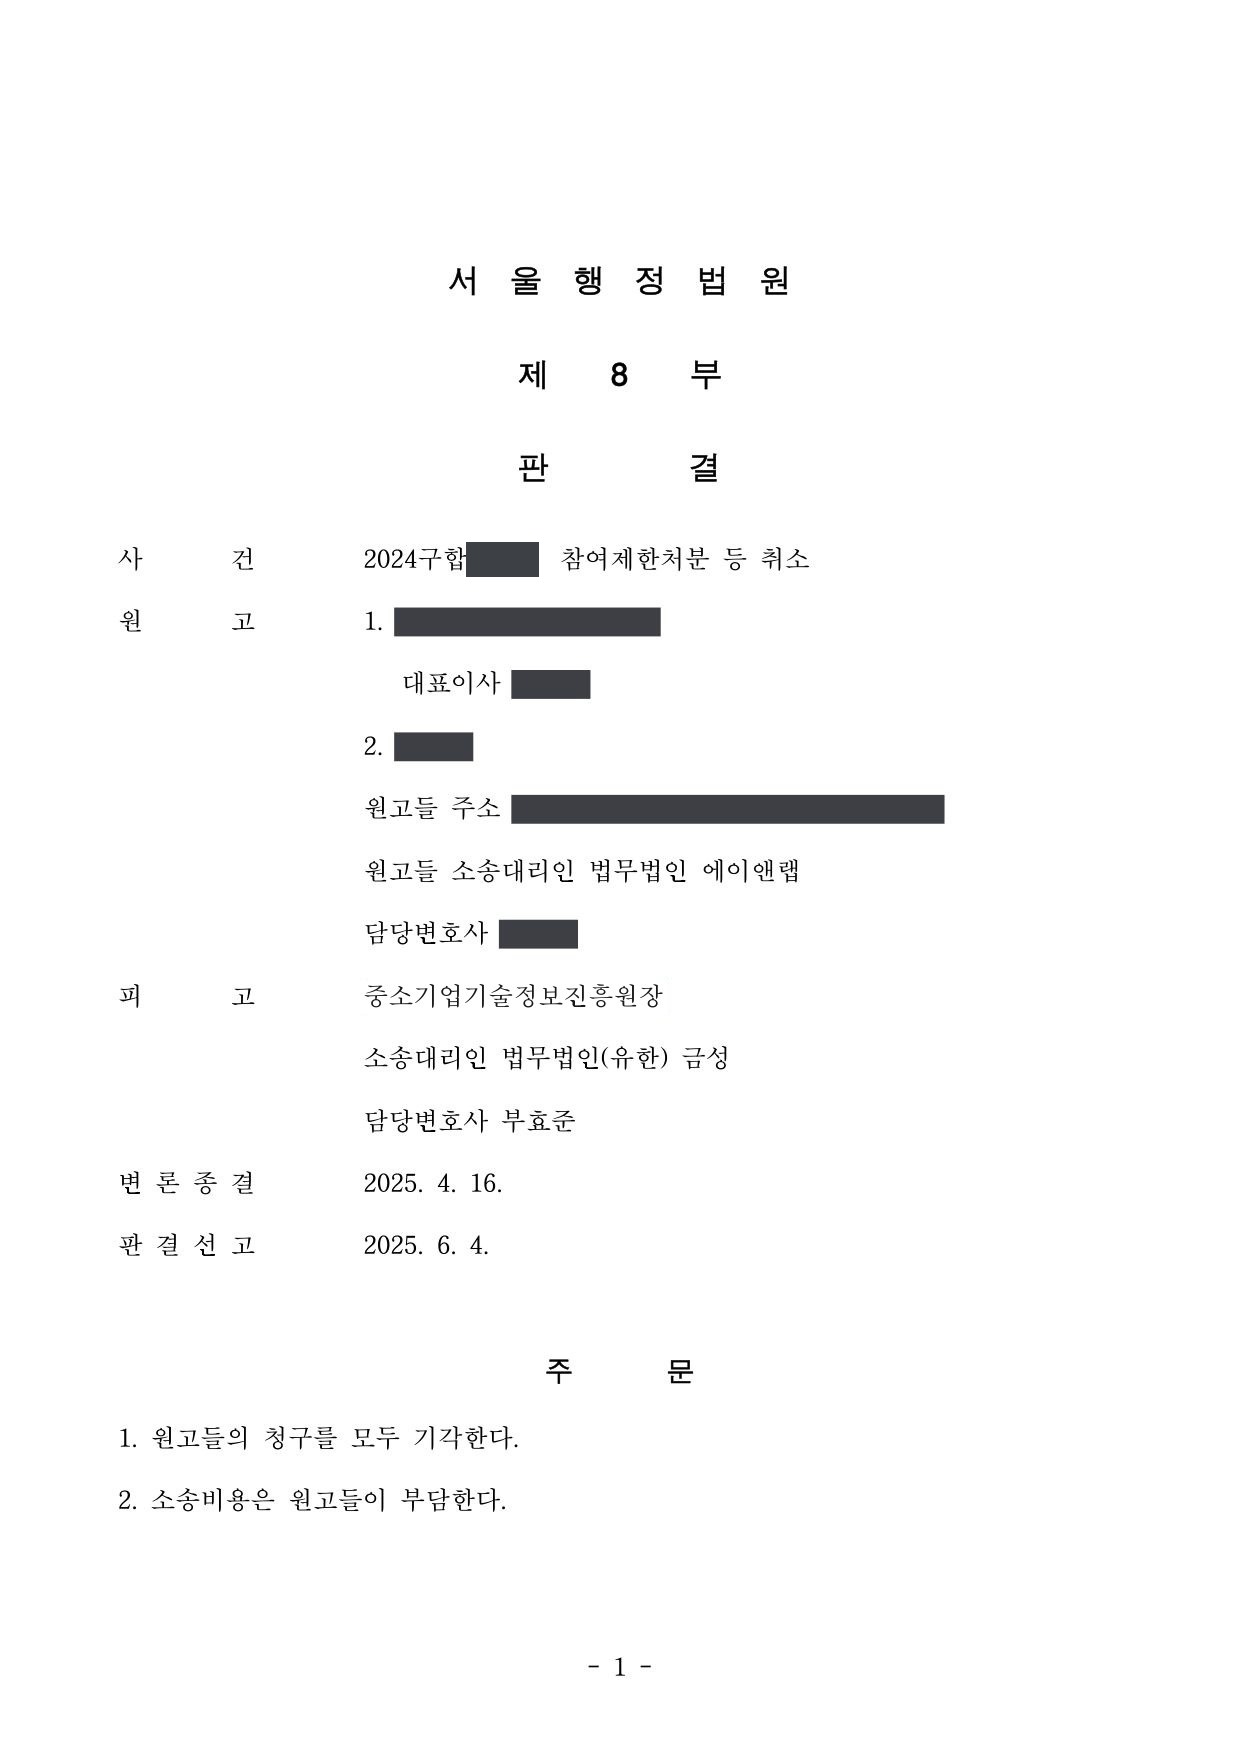 서 울 행 정 법 원
제 8 부
판 결
사 건 2024구합 참여제한처분 등 취소
원 고 1.
대표이사
2.
원고들 주소
원고들 소송대리인 법무법인 에이앤랩
담당변호사
피 고 중소기업기술정보진흥원장
소송대리인 법무법인(유한) 금성
담당변호사 부효준
변 론 종 결 2025. 4. 16.
판 결 선 고 2025. 6. 4.
주 문
1. 원고들의 청구를 모두 기각한다.
2. 소송비용은 원고들이 부담한다.
- 1 -